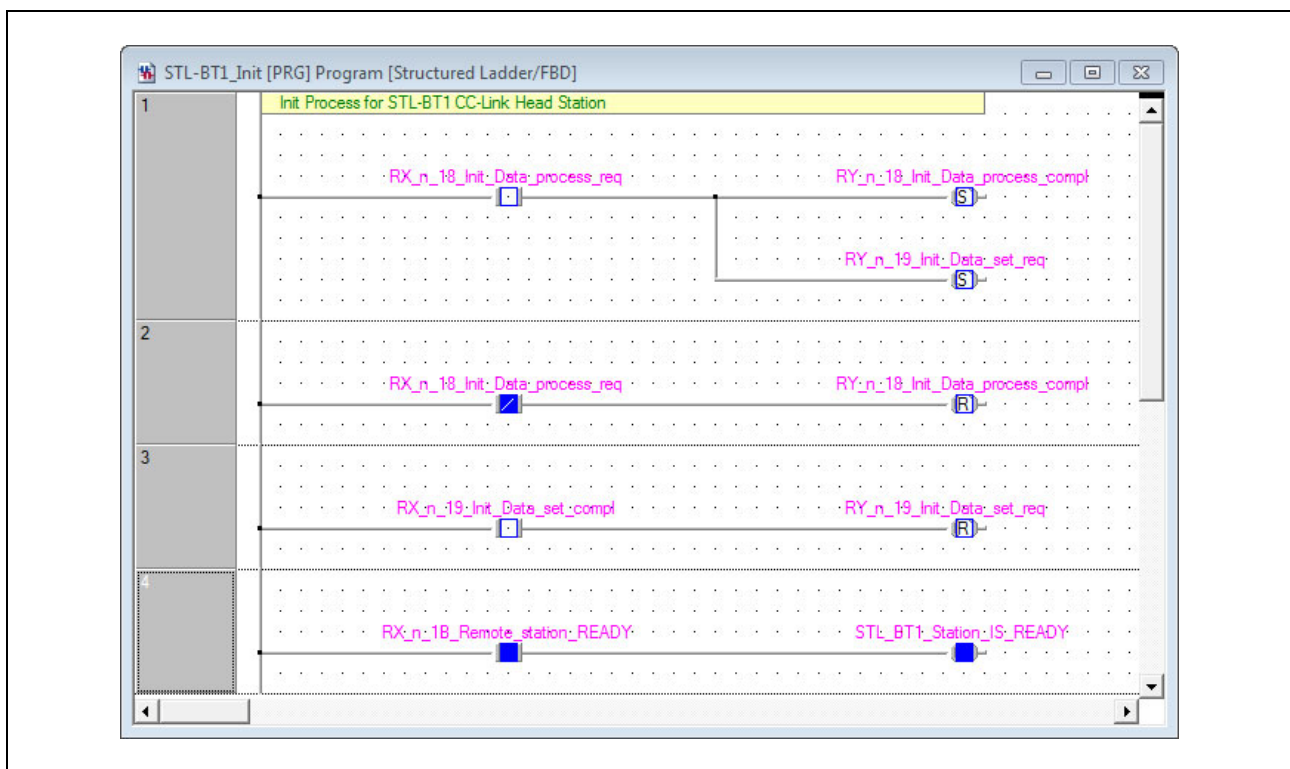 STL-BT1_Init [PRG] Program [Structured Ladder/FBD]
1
Init Process for STL-BT1 CC-Link Head Station
RX_n_18_Init_Data_process_req RY_n_18_Init_Data_process_compl
S
RY_n_19_Init_Data_set_req
S
2
RX_n_18_Init_Data_process_req RY_n_18_Init_Data_process_compl
R
3
RX_n_19_Init_Data_set_compl RY_n_19_Init_Data_set_req
R
4
RX_n_1B_Remote_station_READY STL_BT1_Station_IS_READY